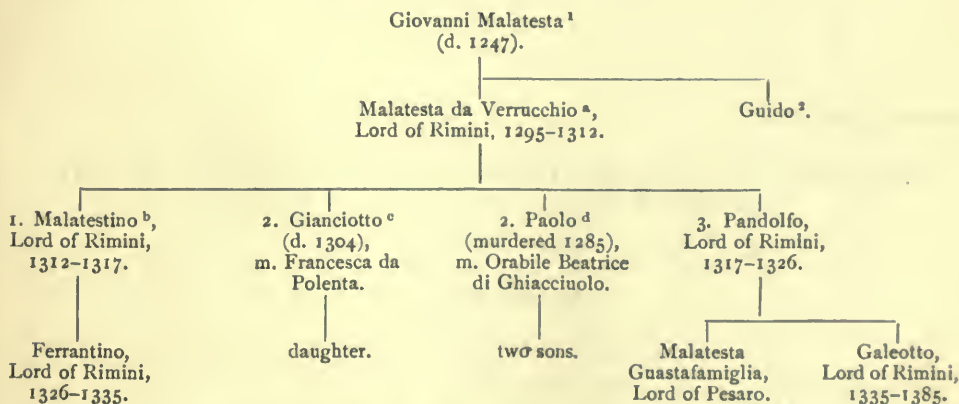 Giovanni Malatesta ¹
(d. 1247).
Malatesta da Verrucchio ᵃ,
Lord of Rimini, 1295–1312.
Guido ².
1. Malatestino ᵇ,
Lord of Rimini,
1312–1317.
2. Gianciotto ᶜ
(d. 1304),
m. Francesca da
Polenta.
2. Paolo ᵈ
(murdered 1285),
m. Orabile Beatrice
di Ghiacciuolo.
3. Pandolfo,
Lord of Rimini,
1317–1326.
Ferrantino,
Lord of Rimini,
1326–1335.
daughter.
two sons.
Malatesta
Guastafamiglia,
Lord of Pesaro.
Galeotto,
Lord of Rimini,
1335–1385.